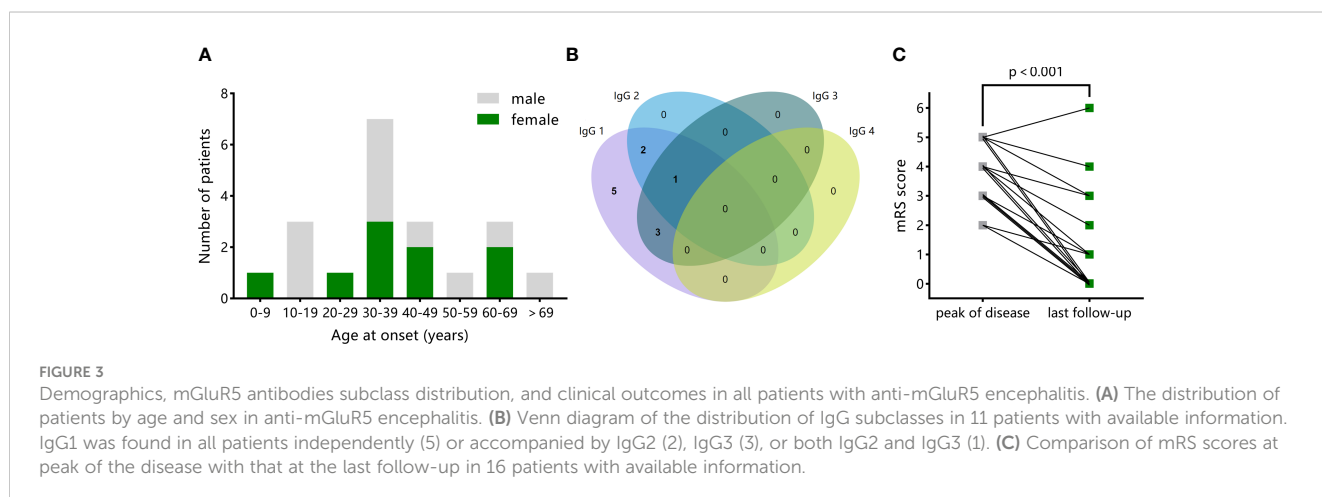 A
B
C
8
6
4
2
0
Number of patients
male
female
0-9 10-19 20-29 30-39 40-49 50-59 60-69 > 69
Age at onset (years)
IgG 1
IgG 2
IgG 3
IgG 4
0
0
0
2
0
5
1
0
0
0
3
0
0
0
0
p < 0.001
6
5
4
3
2
1
0
mRS score
peak of disease last follow-up
FIGURE 3
Demographics, mGluR5 antibodies subclass distribution, and clinical outcomes in all patients with anti-mGluR5 encephalitis. (A) The distribution of
patients by age and sex in anti-mGluR5 encephalitis. (B) Venn diagram of the distribution of IgG subclasses in 11 patients with available information.
IgG1 was found in all patients independently (5) or accompanied by IgG2 (2), IgG3 (3), or both IgG2 and IgG3 (1). (C) Comparison of mRS scores at
peak of the disease with that at the last follow-up in 16 patients with available information.